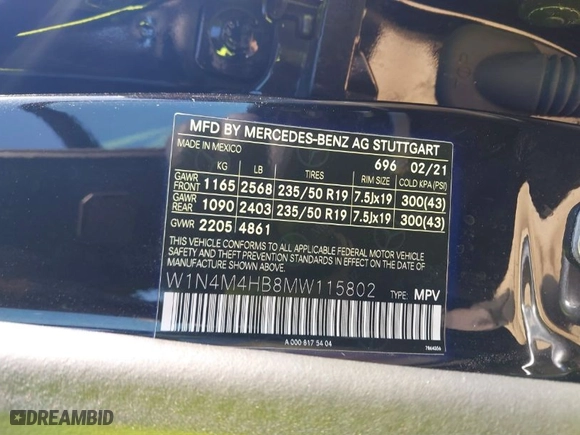 MFD BY MERCEDES-BENZ AG STUTTGART
MADE IN MEXICO 696 02/21
KG LB TIRES RIM SIZE COLD KPA (PSI)
GAWR FRONT 1165 2568 235/50 R19 7.5Jx19 300(43)
GAWR REAR 1090 2403 235/50 R19 7.5Jx19 300(43)
GVWR 2205 4861
THIS VEHICLE CONFORMS TO ALL APPLICABLE FEDERAL MOTOR VEHICLE
SAFETY AND THEFT PREVENTION STANDARDS IN EFFECT ON THE DATE OF
MANUFACTURE SHOWN ABOVE.
W1N4M4HB8MW115802 TYPE: MPV
A 000 817 54 04
DREAMBID